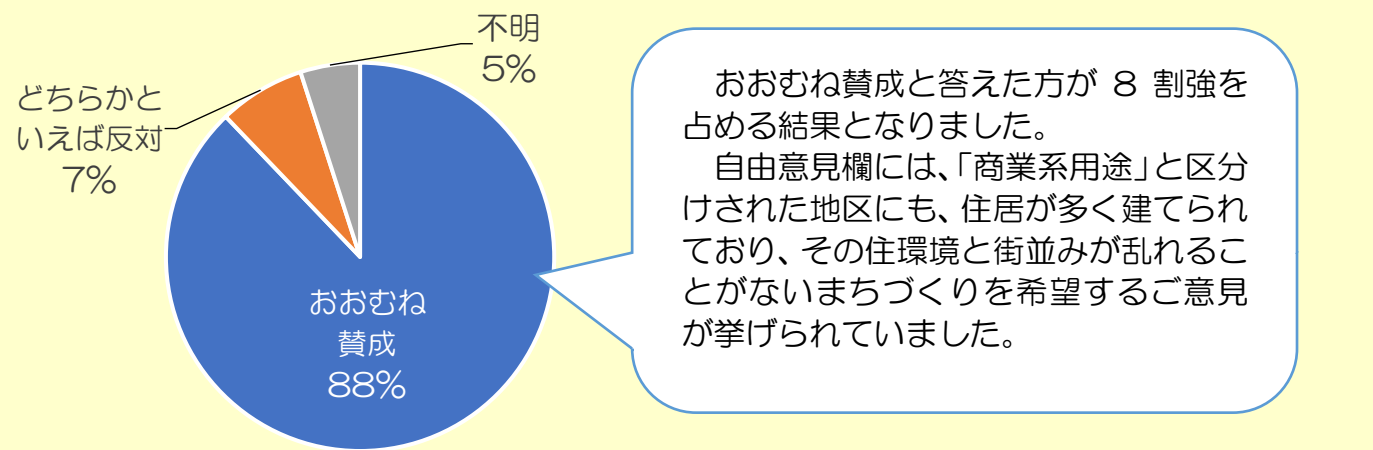 不明
5%
どちらかと
いえば反対
7%
おおむね
賛成
88%
おおむね賛成と答えた方が 8 割強を
占める結果となりました。
自由意見欄には、「商業系用途」と区分
けされた地区にも、住居が多く建てられ
ており、その住環境と街並みが乱れるこ
とがないまちづくりを希望するご意見
が挙げられていました。